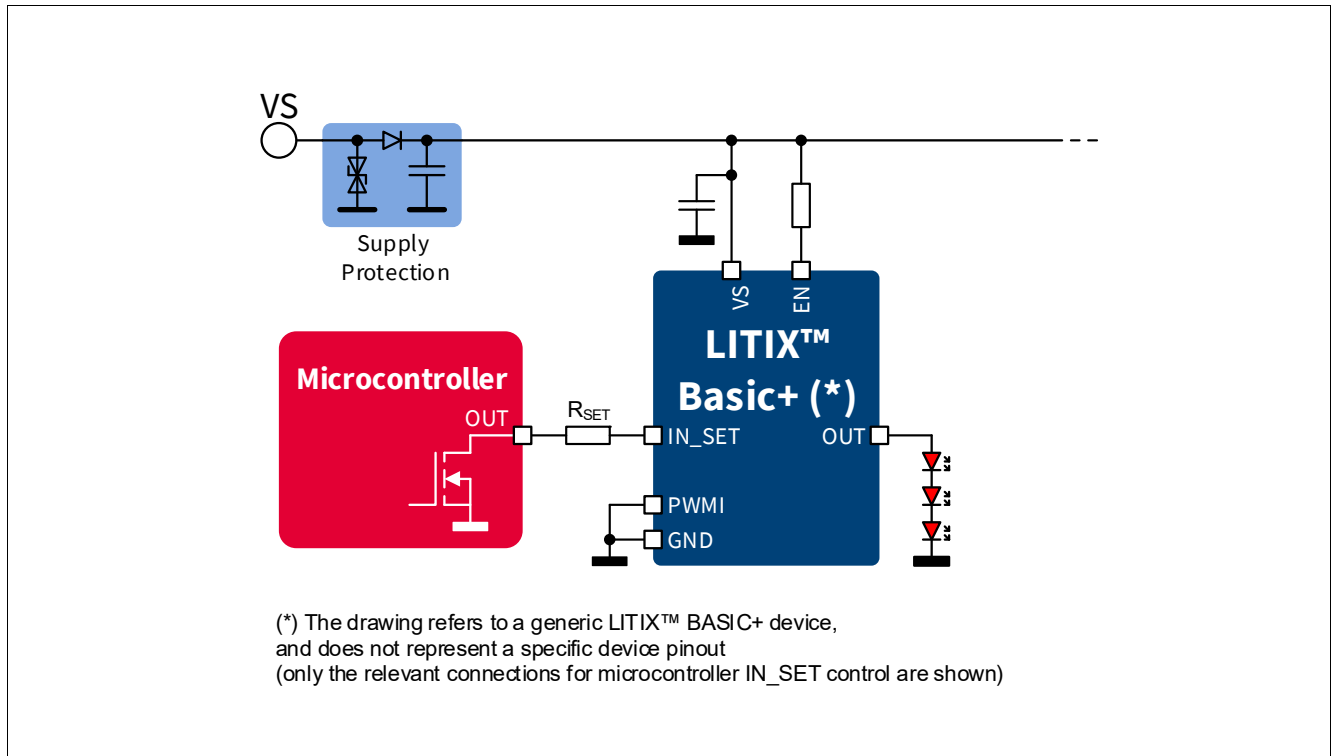 VS
Supply
Protection
VS
EN
LITIX™
Basic+ (*)
Microcontroller
OUT
RSET
IN_SET
OUT
PWMI
GND
(*) The drawing refers to a generic LITIX™ BASIC+ device,
and does not represent a specific device pinout
(only the relevant connections for microcontroller IN_SET control are shown)